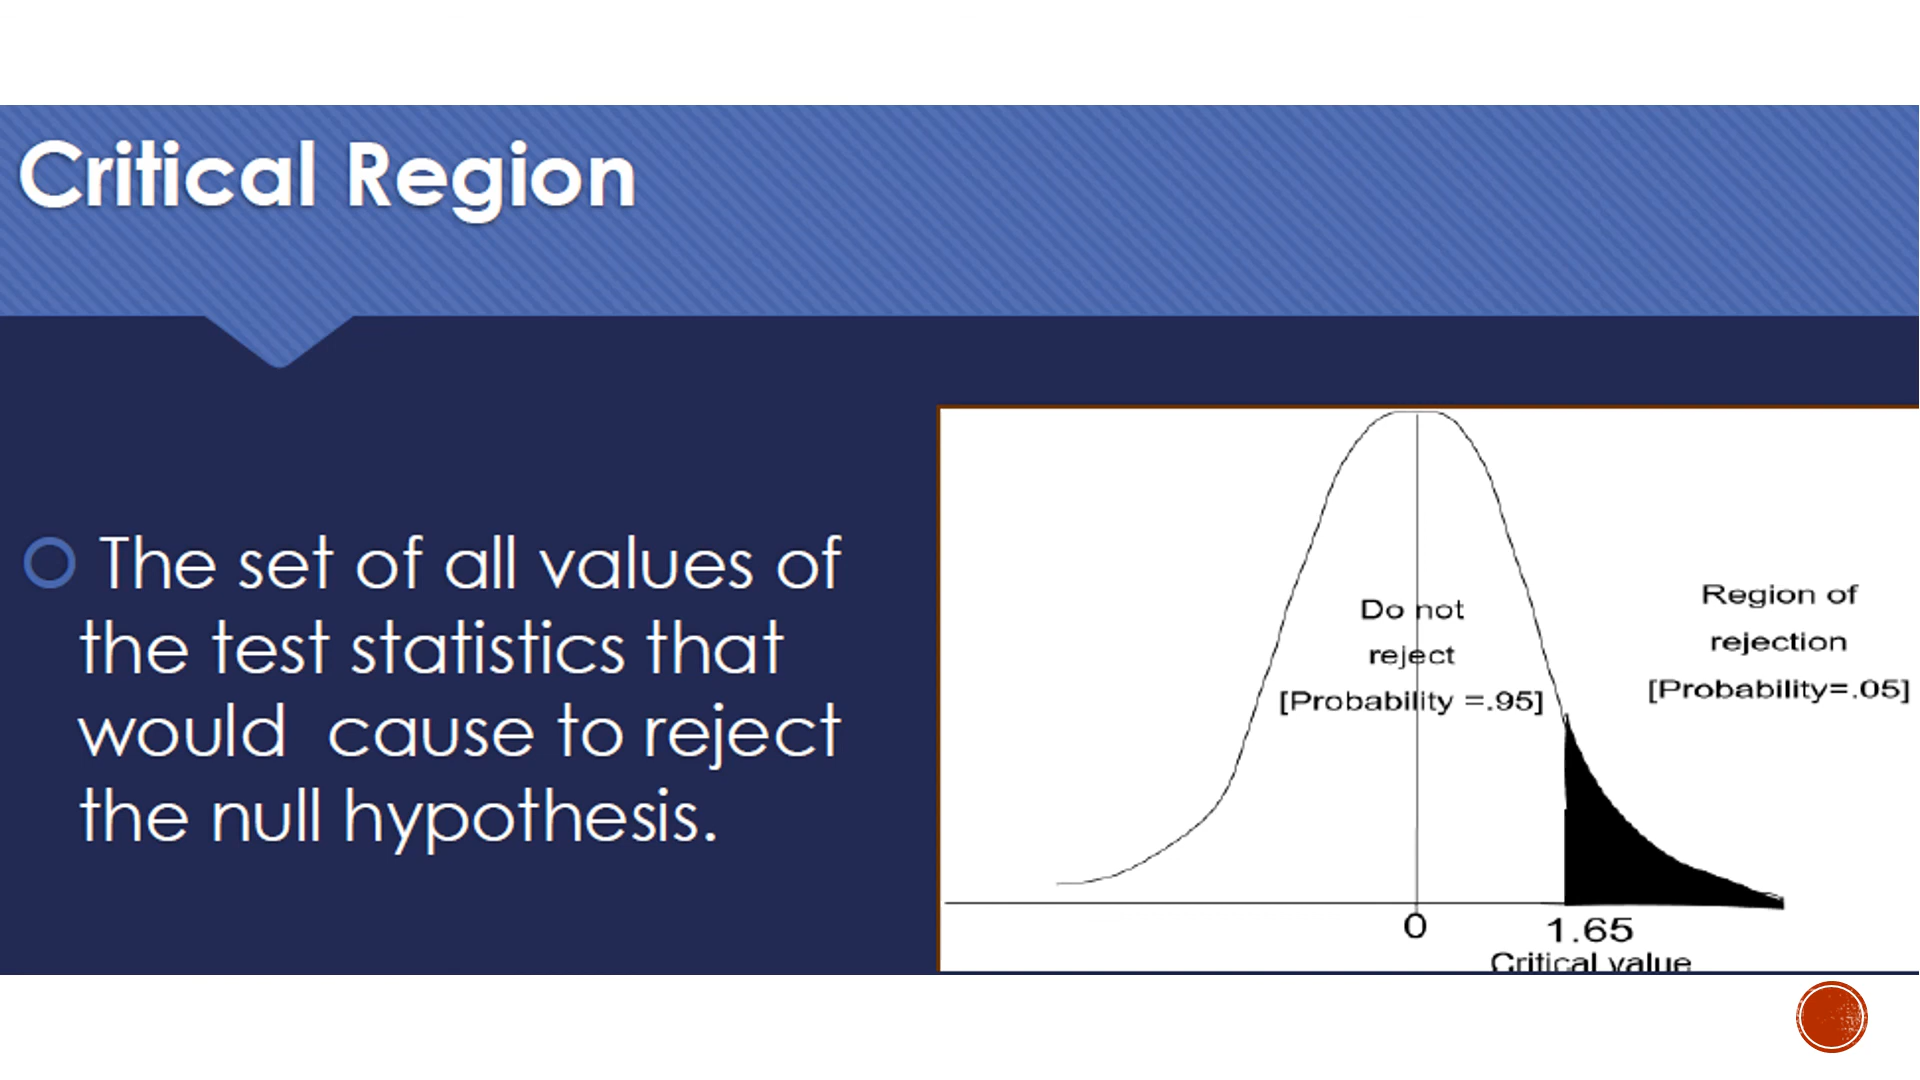 Critical Region
The set of all values of
the test statistics that
would cause to reject
the null hypothesis.
Do not
reject
[Probability =.95]
Region of
rejection
[Probability=.05]
0
1.65
Critical value